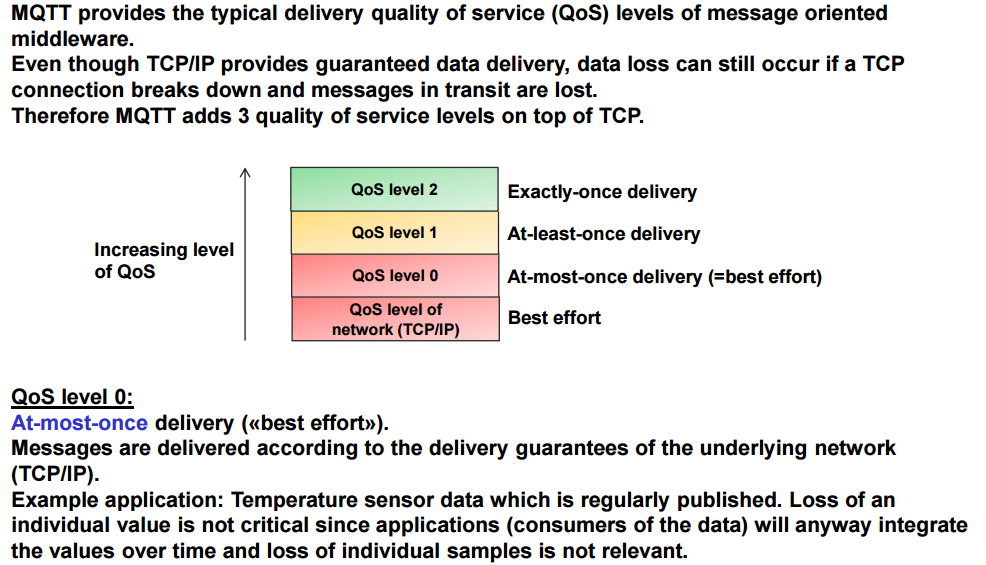 MQTT provides the typical delivery quality of service (QoS) levels of message oriented
middleware.
Even though TCP/IP provides guaranteed data delivery, data loss can still occur if a TCP
connection breaks down and messages in transit are lost.
Therefore MQTT adds 3 quality of service levels on top of TCP.
QoS level 2
Exactly-once delivery
QoS level 1
At-least-once delivery
Increasing level
of QoS
QoS level 0
At-most-once delivery (=best effort)
QoS level of
network (TCP/IP)
Best effort
QoS level 0:
At-most-once delivery («best effort»).
Messages are delivered according to the delivery guarantees of the underlying network
(TCP/IP).
Example application: Temperature sensor data which is regularly published. Loss of an
individual value is not critical since applications (consumers of the data) will anyway integrate
the values over time and loss of individual samples is not relevant.